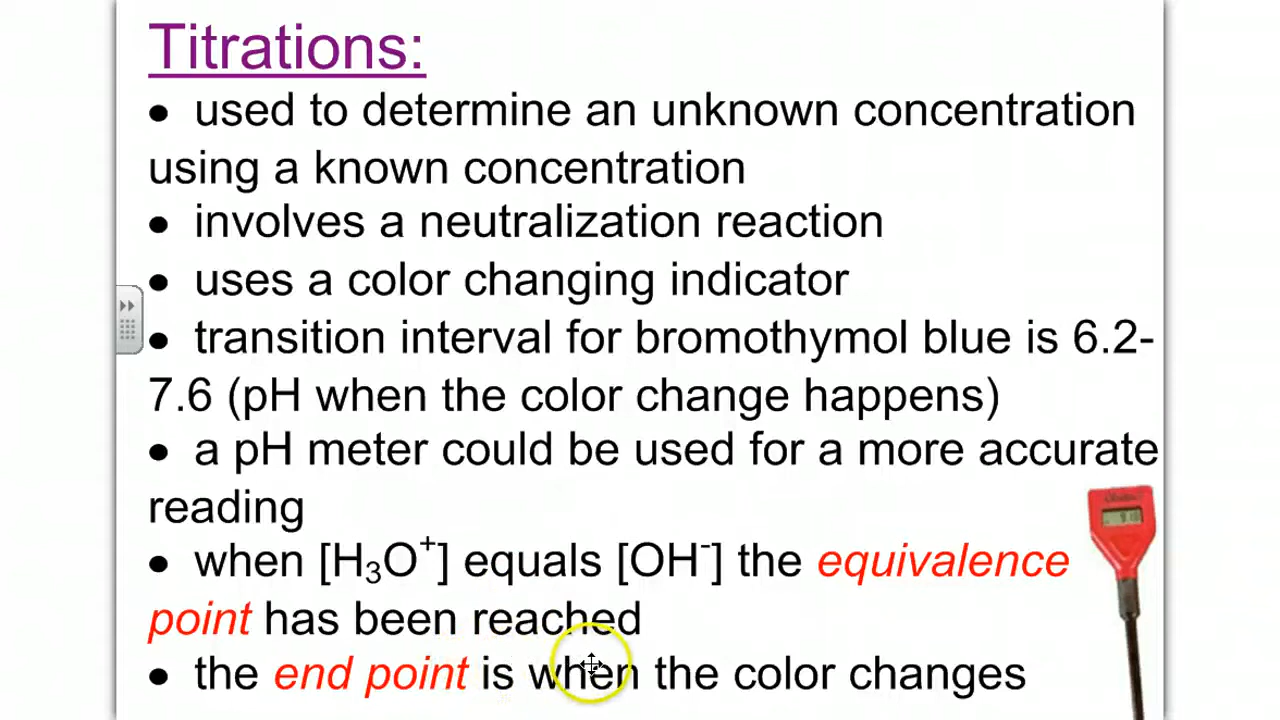 Titrations:
• used to determine an unknown concentration
using a known concentration
• involves a neutralization reaction
• uses a color changing indicator
• transition interval for bromothymol blue is 6.2-
7.6 (pH when the color change happens)
• a pH meter could be used for a more accurate
reading
• when [H₃O⁺] equals [OH⁻] the equivalence
point has been reached
• the end point is when the color changes